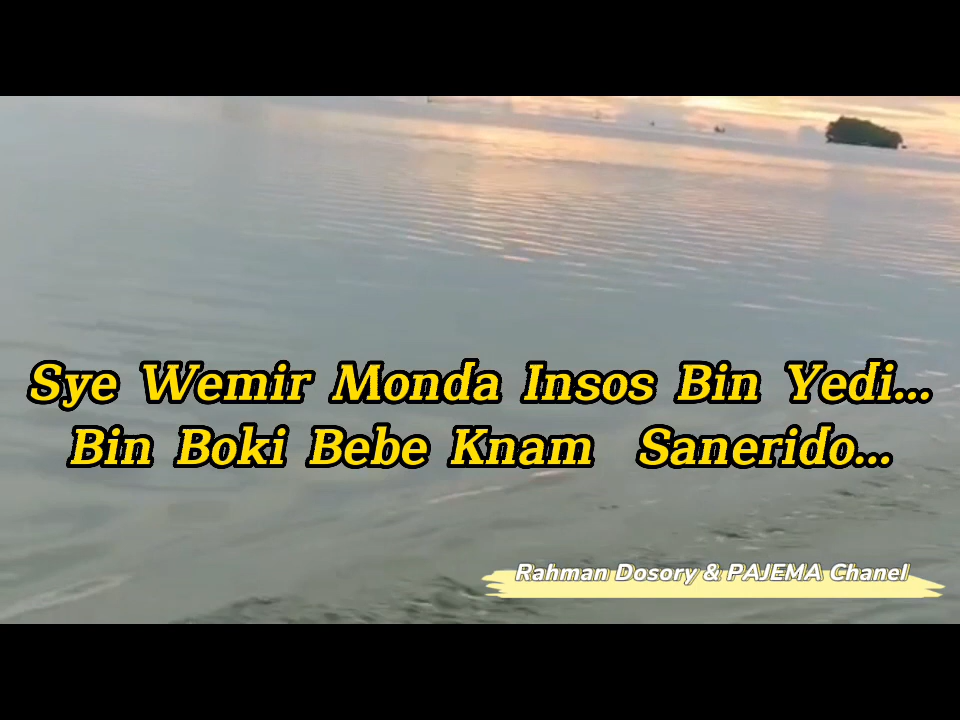 Sye Wemir Monda Insos Bin Yedi...
Bin Boki Bebe Knam Sanerido...
Rahman Dosory & PAJEMA Chanel